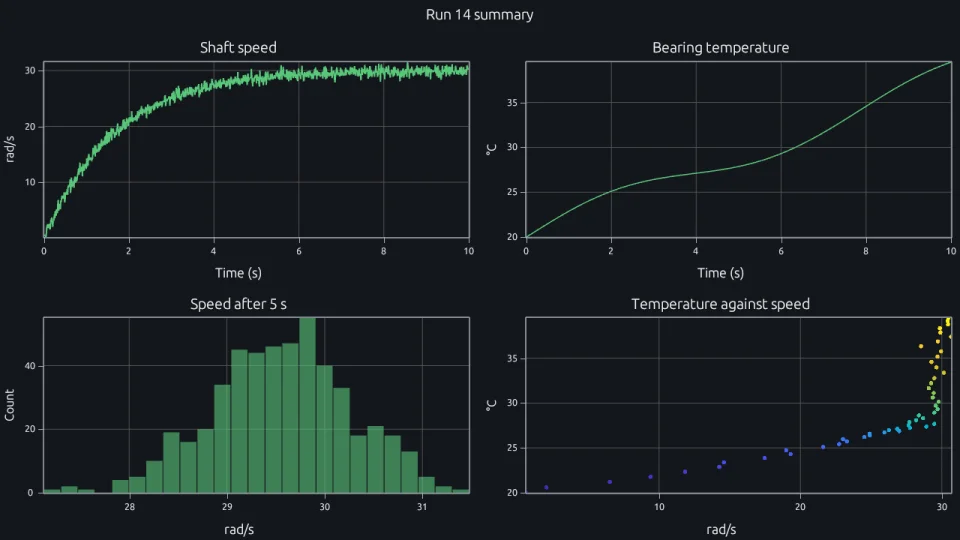 Run 14 summary
Shaft speed
30
20
10
rad/s
0
2
4
6
8
10
Time (s)
Bearing temperature
35
30
25
20
°C
0
2
4
6
8
10
Time (s)
Speed after 5 s
40
20
0
Count
28
29
30
31
rad/s
Temperature against speed
35
30
25
20
°C
10
20
30
rad/s